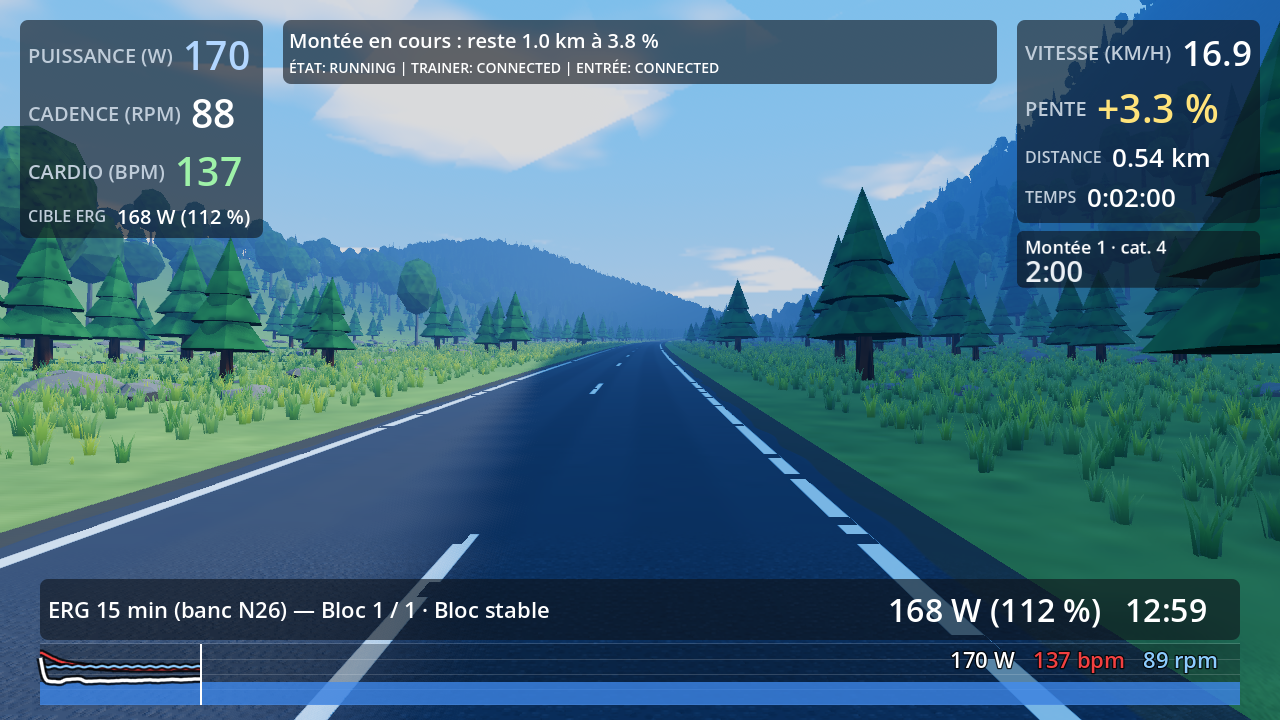 PUISSANCE (W) 170
CADENCE (RPM) 88
CARDIO (BPM) 137
CIBLE ERG 168 W (112 %)
Montée en cours : reste 1.0 km à 3.8 %
ÉTAT: RUNNING | TRAINER: CONNECTED | ENTRÉE: CONNECTED
VITESSE (KM/H) 16.9
PENTE +3.3 %
DISTANCE 0.54 km
TEMPS 0:02:00
Montée 1 · cat. 4
2:00
ERG 15 min (banc N26) — Bloc 1 / 1 · Bloc stable 168 W (112 %) 12:59
170 W 137 bpm 89 rpm